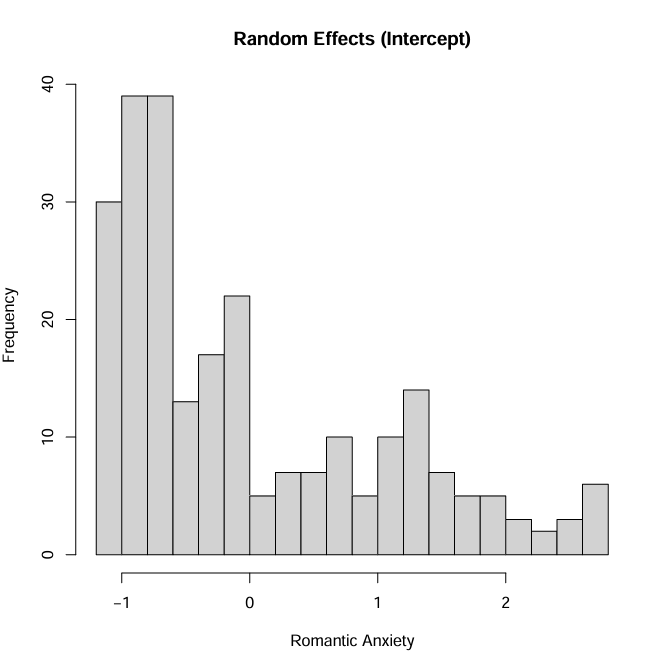 Random Effects (Intercept)
40
30
20
10
0
Frequency
−1 0 1 2
Romantic Anxiety